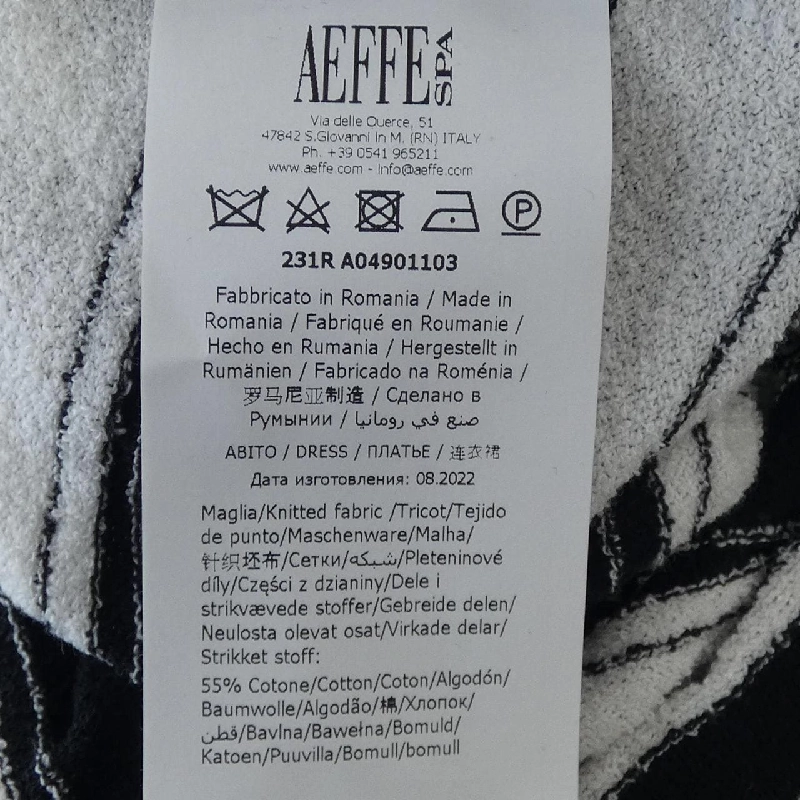 AEFFE SPA
Via delle Querce, 51
47842 S.Giovanni in M. (RN) ITALY
Ph. +39 0541 965211
www.aeffe.com - info@aeffe.com
P
231R A04901103
Fabbricato in Romania / Made in
Romania / Fabriqué en Roumanie /
Hecho en Rumania / Hergestellt in
Rumänien / Fabricado na Roménia /
罗马尼亚制造 / Сделано в
Румынии / صنع في رومانيا
ABITO / DRESS / ПЛАТЬЕ / 连衣裙
Дата изготовления: 08.2022
Maglia/Knitted fabric /Tricot/Tejido
de punto/Maschenware/Malha/
针织坯布/Сетки/شبكه/Pleteninové
díly/Części z dzianiny/Dele i
strikvævede stoffer/Gebreide delen/
Neulosta olevat osat/Virkade delar/
Strikket stoff:
55% Cotone/Cotton/Coton/Algodón/
Baumwolle/Algodão/棉/Хлопок/
قطن/Bavlna/Bawełna/Bomuld/
Katoen/Puuvilla/Bomull/bomull